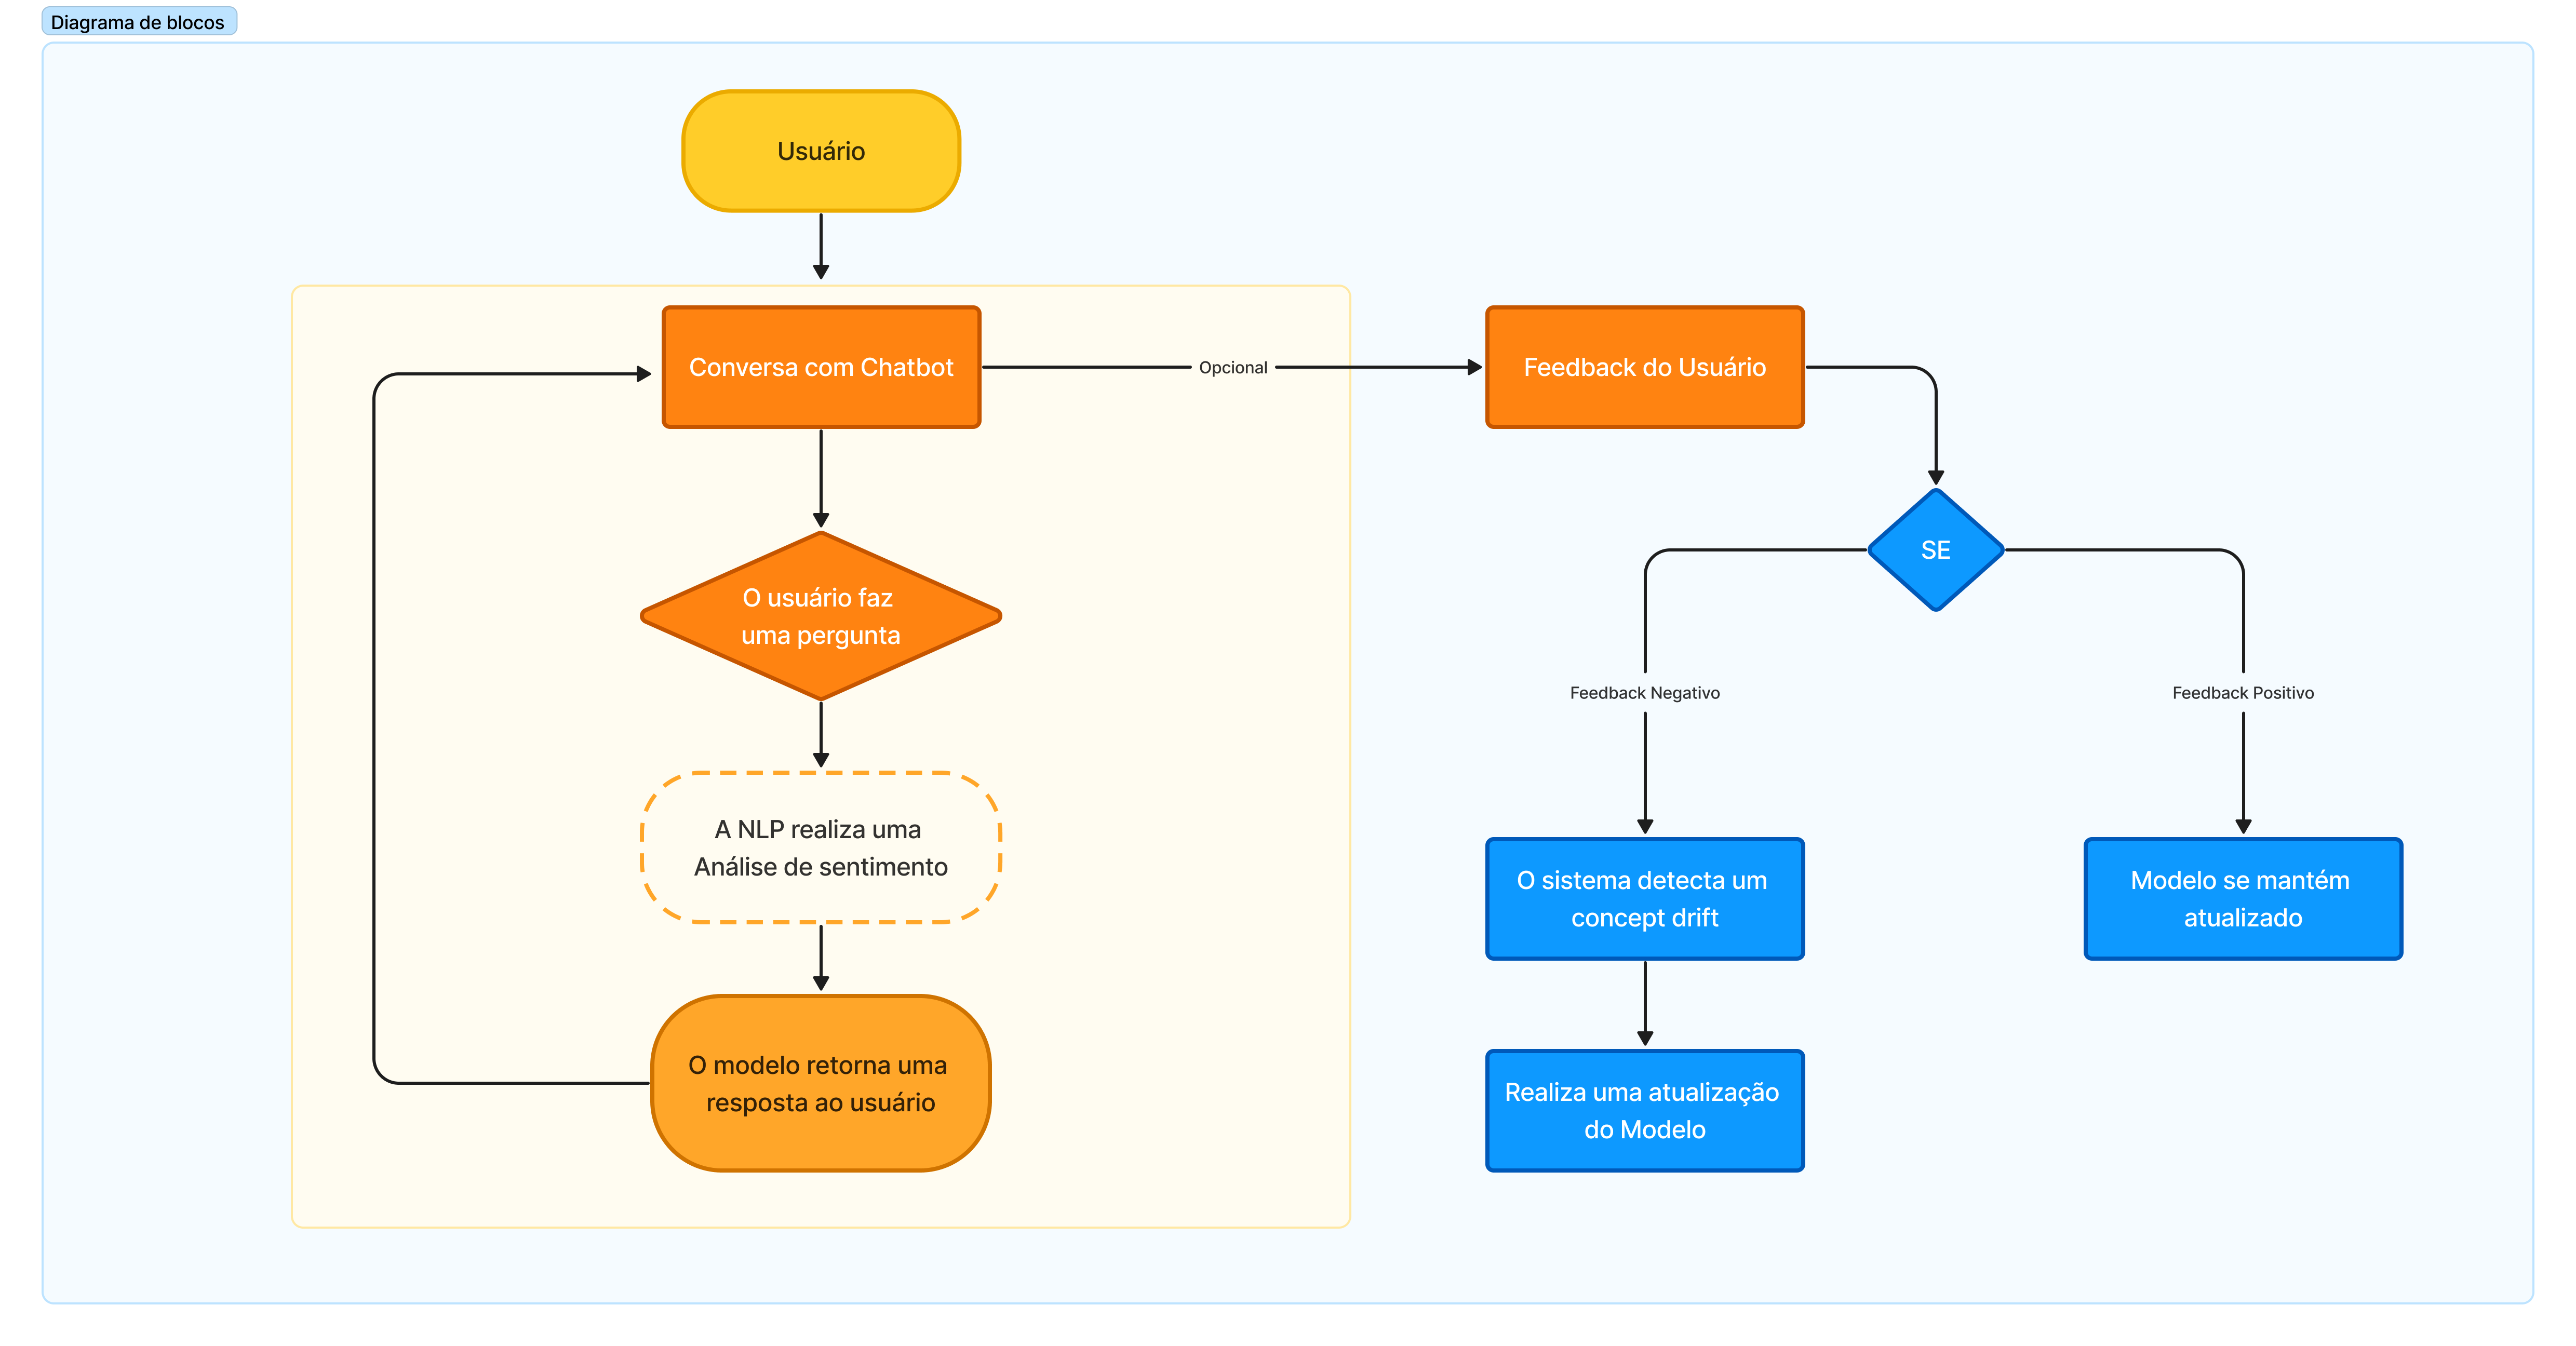 Diagrama de blocos
Usuário
Conversa com Chatbot
Opcional
Feedback do Usuário
O usuário faz
uma pergunta
SE
Feedback Negativo
Feedback Positivo
A NLP realiza uma
Análise de sentimento
O sistema detecta um
concept drift
Modelo se mantém
atualizado
O modelo retorna uma
resposta ao usuário
Realiza uma atualização
do Modelo